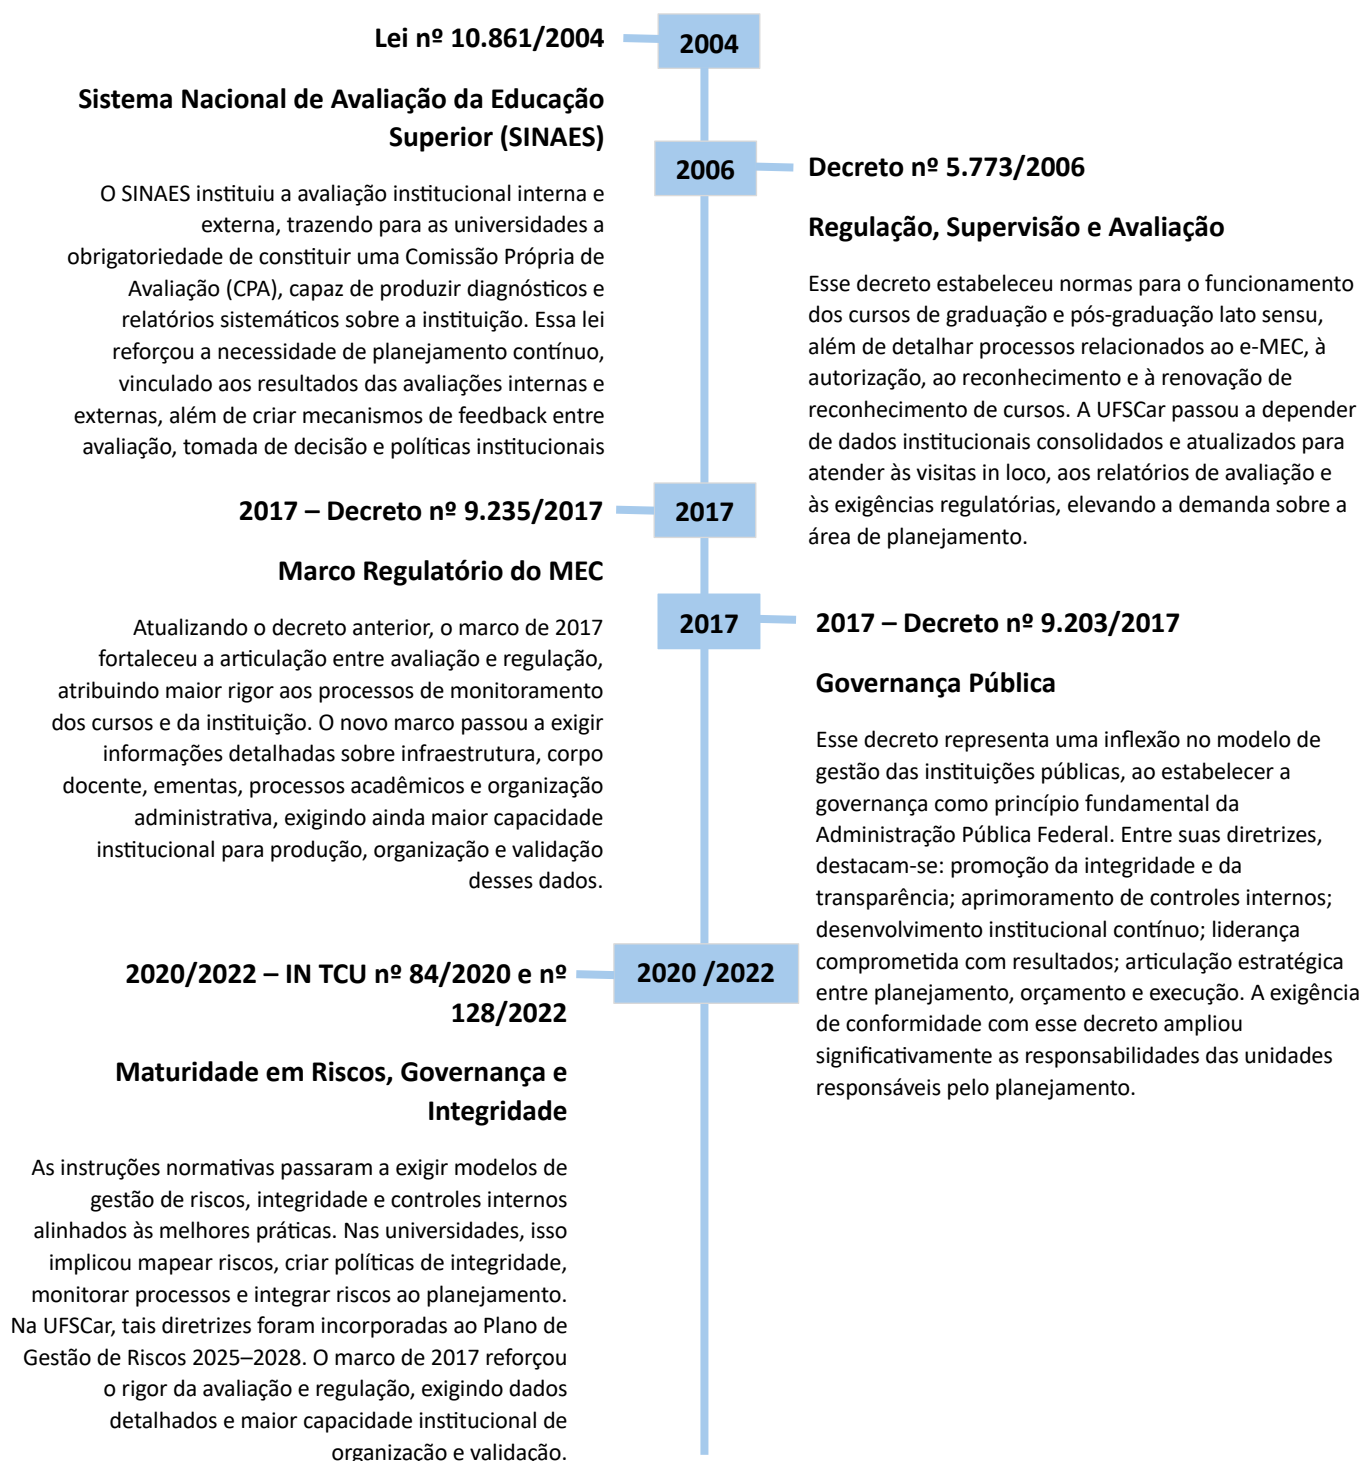 Lei nº 10.861/2004
2004
Sistema Nacional de Avaliação da Educação
Superior (SINAES)
O SINAES instituiu a avaliação institucional interna e
externa, trazendo para as universidades a
obrigatoriedade de constituir uma Comissão Própria de
Avaliação (CPA), capaz de produzir diagnósticos e
relatórios sistemáticos sobre a instituição. Essa lei
reforçou a necessidade de planejamento contínuo,
vinculado aos resultados das avaliações internas e
externas, além de criar mecanismos de feedback entre
avaliação, tomada de decisão e políticas institucionais
2006
Decreto nº 5.773/2006
Regulação, Supervisão e Avaliação
Esse decreto estabeleceu normas para o funcionamento
dos cursos de graduação e pós-graduação lato sensu,
além de detalhar processos relacionados ao e-MEC, à
autorização, ao reconhecimento e à renovação de
reconhecimento de cursos. A UFSCar passou a depender
de dados institucionais consolidados e atualizados para
atender às visitas in loco, aos relatórios de avaliação e
às exigências regulatórias, elevando a demanda sobre a
área de planejamento.
2017 – Decreto nº 9.235/2017
2017
Marco Regulatório do MEC
Atualizando o decreto anterior, o marco de 2017
fortaleceu a articulação entre avaliação e regulação,
atribuindo maior rigor aos processos de monitoramento
dos cursos e da instituição. O novo marco passou a exigir
informações detalhadas sobre infraestrutura, corpo
docente, ementas, processos acadêmicos e organização
administrativa, exigindo ainda maior capacidade
institucional para produção, organização e validação
desses dados.
2017
2017 – Decreto nº 9.203/2017
Governança Pública
Esse decreto representa uma inflexão no modelo de
gestão das instituições públicas, ao estabelecer a
governança como princípio fundamental da
Administração Pública Federal. Entre suas diretrizes,
destacam-se: promoção da integridade e da
transparência; aprimoramento de controles internos;
desenvolvimento institucional contínuo; liderança
comprometida com resultados; articulação estratégica
entre planejamento, orçamento e execução. A exigência
de conformidade com esse decreto ampliou
significativamente as responsabilidades das unidades
responsáveis pelo planejamento.
2020/2022 – IN TCU nº 84/2020 e nº
128/2022
2020 /2022
Maturidade em Riscos, Governança e
Integridade
As instruções normativas passaram a exigir modelos de
gestão de riscos, integridade e controles internos
alinhados às melhores práticas. Nas universidades, isso
implicou mapear riscos, criar políticas de integridade,
monitorar processos e integrar riscos ao planejamento.
Na UFSCar, tais diretrizes foram incorporadas ao Plano de
Gestão de Riscos 2025–2028. O marco de 2017 reforçou
o rigor da avaliação e regulação, exigindo dados
detalhados e maior capacidade institucional de
organização e validação.